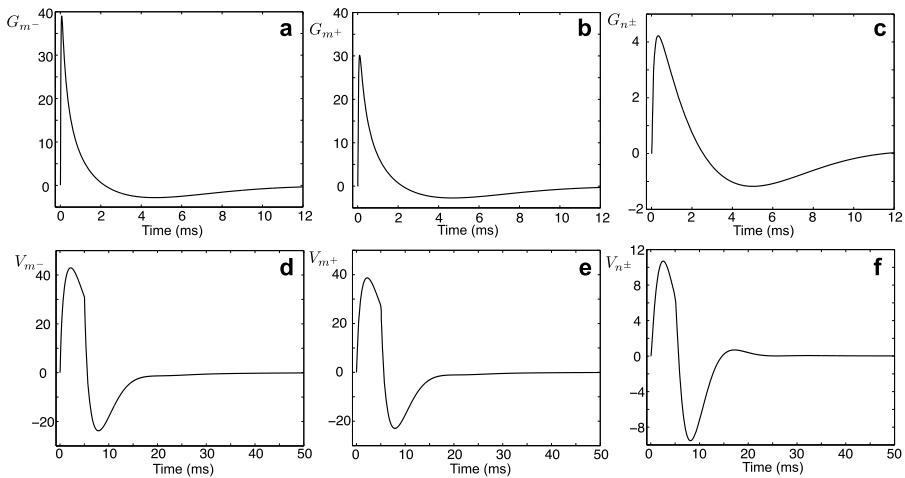 G_{m^-} a G_{m^+} b G_{n^±} c
40 40
30 30 4
20 20 2
10 10 0
0 0 −2
0 2 4 6 8 10 12 0 2 4 6 8 10 12 0 2 4 6 8 10 12
Time (ms) Time (ms) Time (ms)
V_{m^-} d V_{m^+} e V_{n^±} f
40 40 12
20 20 8
0 0 4
−20 −20 0
−4
−8
0 10 20 30 40 50 0 10 20 30 40 50 0 10 20 30 40 50
Time (ms) Time (ms) Time (ms)